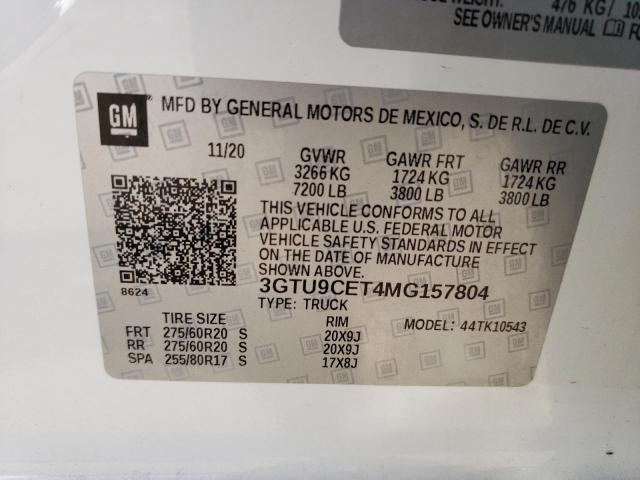 476 KG/ 10
SEE OWNER'S MANUAL
GM
MFD BY GENERAL MOTORS DE MEXICO, S. DE R.L. DE C.V.
11/20 GVWR GAWR FRT GAWR RR
3266 KG 1724 KG 1724 KG
7200 LB 3800 LB 3800 LB
THIS VEHICLE CONFORMS TO ALL
APPLICABLE U.S. FEDERAL MOTOR
VEHICLE SAFETY STANDARDS IN EFFECT
ON THE DATE OF MANUFACTURE
SHOWN ABOVE.
8624
3GTU9CET4MG157804
TYPE: TRUCK
TIRE SIZE RIM MODEL: 44TK10543
FRT 275/60R20 S 20X9J
RR 275/60R20 S 20X9J
SPA 255/80R17 S 17X8J